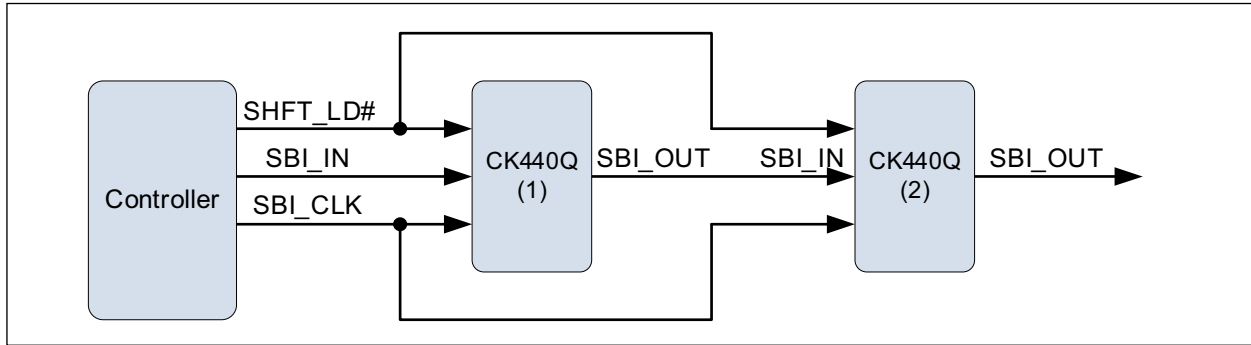 SHFT_LD#
SBI_IN
SBI_CLK
Controller
CK440Q
(1)
SBI_OUT
SBI_IN
CK440Q
(2)
SBI_OUT